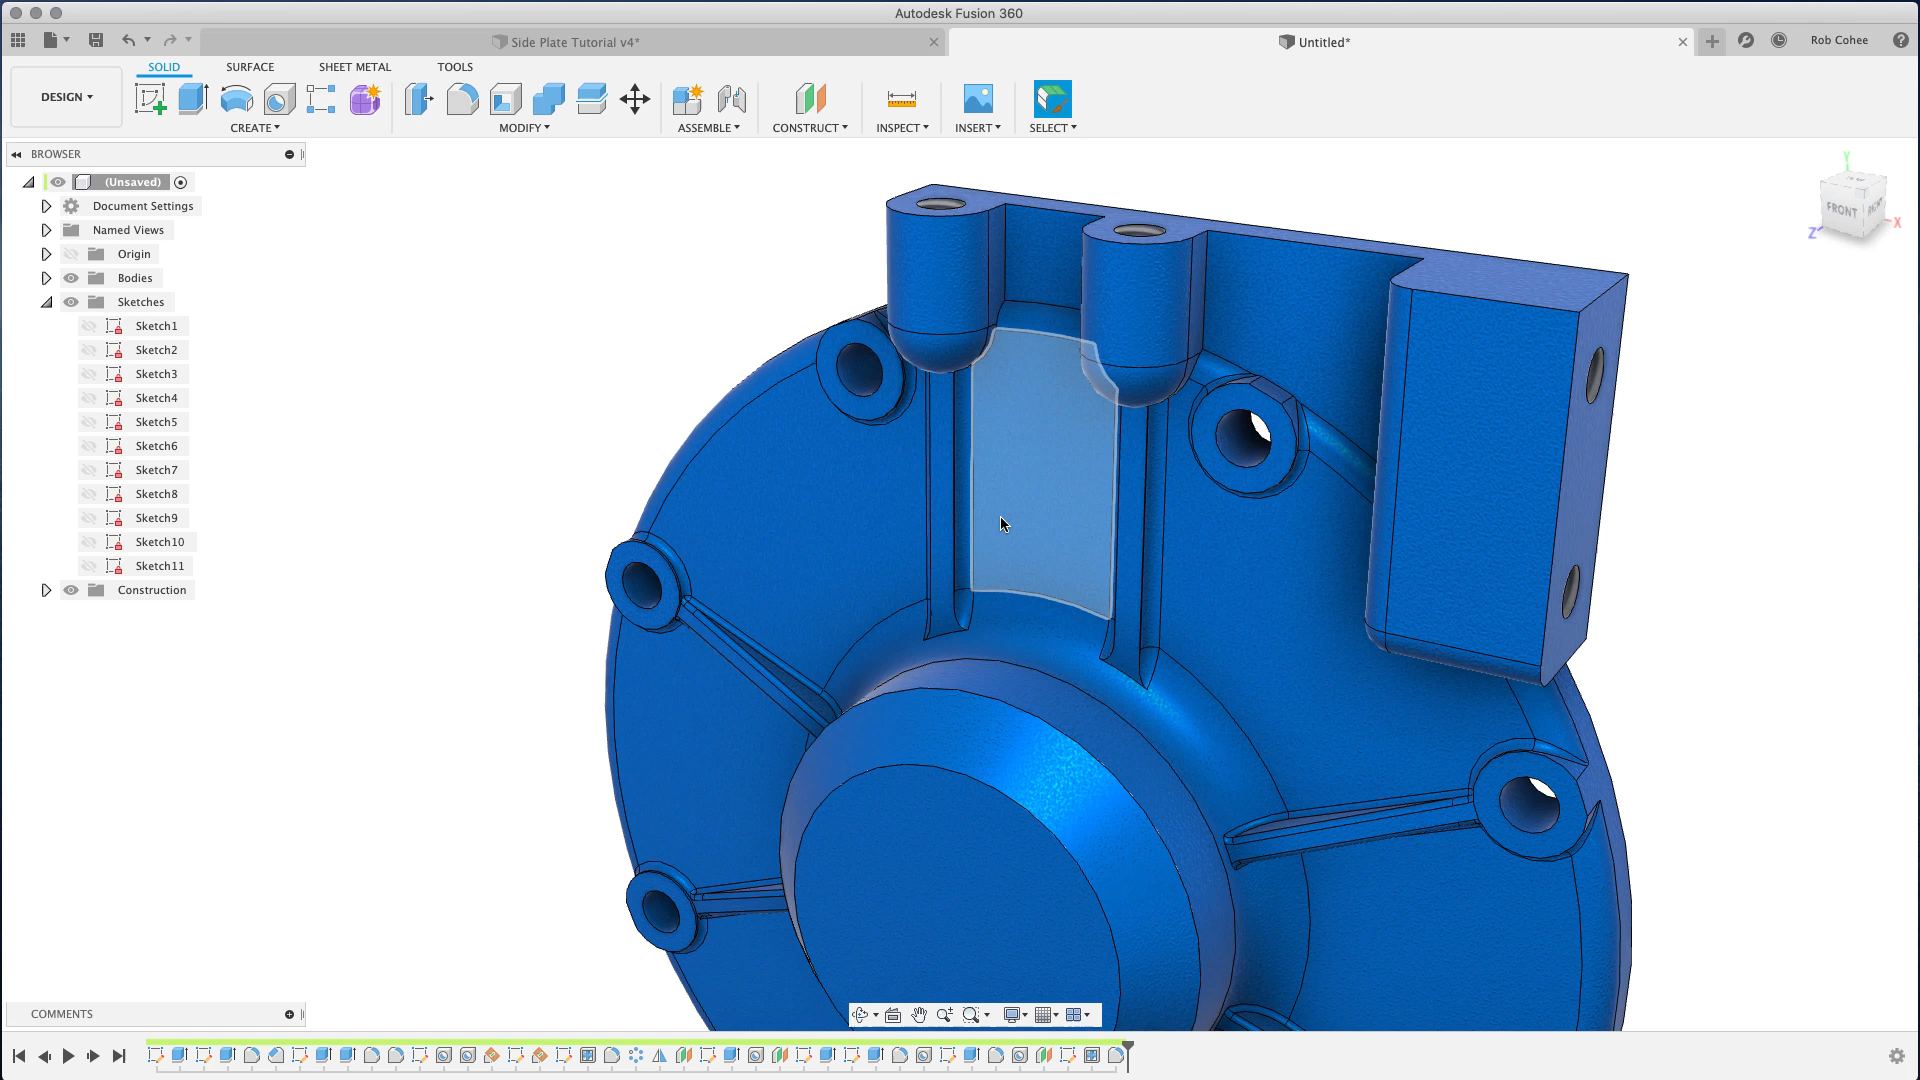 Autodesk Fusion 360
Side Plate Tutorial v4*
Untitled*
Rob Cohee
DESIGN
SOLID
SURFACE
SHEET METAL
TOOLS
CREATE
MODIFY
ASSEMBLE
CONSTRUCT
INSPECT
INSERT
SELECT
BROWSER
(Unsaved)
Document Settings
Named Views
Origin
Bodies
Sketches
Sketch1
Sketch2
Sketch3
Sketch4
Sketch5
Sketch6
Sketch7
Sketch8
Sketch9
Sketch10
Sketch11
Construction
Y
FRONT
X
Z
COMMENTS